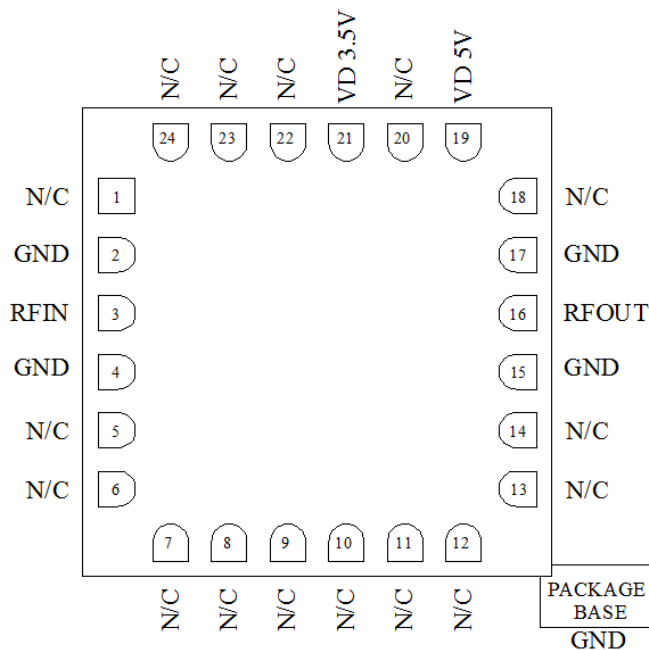 N/C
N/C
N/C
VD 3.5V
N/C
VD 5V
24
23
22
21
20
19
N/C
1
18
N/C
GND
2
17
GND
RFIN
3
16
RFOUT
GND
4
15
GND
N/C
5
14
N/C
N/C
6
13
N/C
7
8
9
10
11
12
N/C
N/C
N/C
N/C
N/C
N/C
PACKAGE
BASE
GND